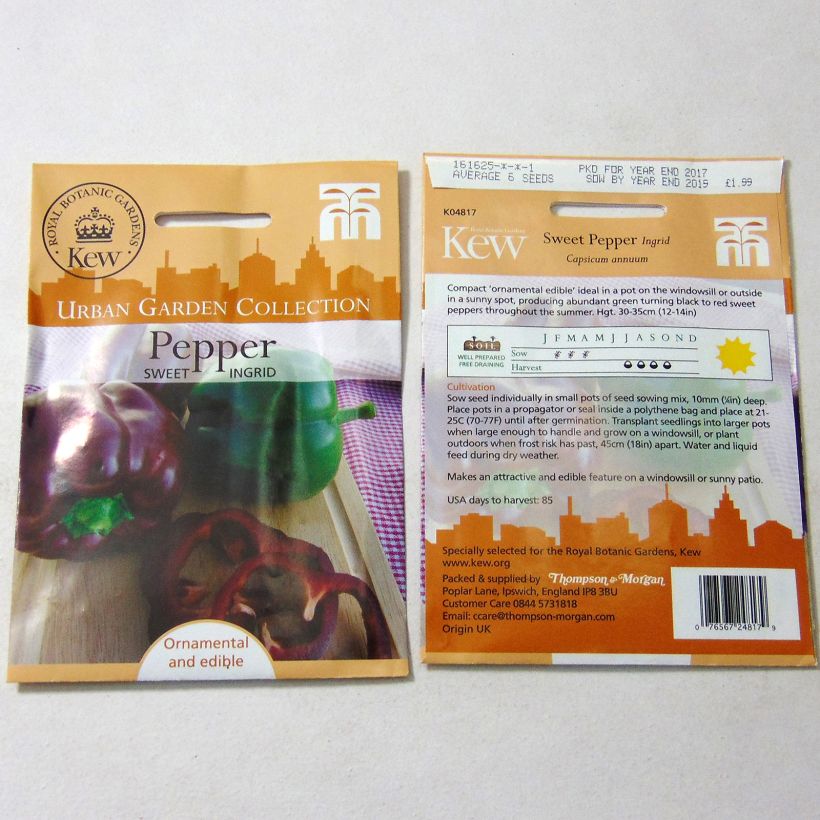 ROYAL BOTANIC GARDENS
Kew
URBAN GARDEN COLLECTION
Pepper
SWEET INGRID
Ornamental
and edible
161625-*-*-1 PKD FOR YEAR END 2017
AVERAGE 6 SEEDS SOW BY YEAR END 2019 £1.99
K04817
Royal Botanic Gardens
Kew Sweet Pepper Ingrid
Capsicum annuum
Compact 'ornamental edible' ideal in a pot on the windowsill or outside
in a sunny spot, producing abundant green turning black to red sweet
peppers throughout the summer. Hgt. 30-35cm (12-14in)
SOIL
WELL PREPARED
FREE DRAINING
J F M A M J J A S O N D
Sow
Harvest
Cultivation
Sow seed individually in small pots of seed sowing mix, 10mm (½in) deep.
Place pots in a propagator or seal inside a polythene bag and place at 21-
25C (70-77F) until after germination. Transplant seedlings into larger pots
when large enough to handle and grow on a windowsill, or plant
outdoors when frost risk has past, 45cm (18in) apart. Water and liquid
feed during dry weather.
Makes an attractive and edible feature on a windowsill or sunny patio.
USA days to harvest: 85
Specially selected for the Royal Botanic Gardens, Kew
www.kew.org
Packed & supplied by Thompson & Morgan
Poplar Lane, Ipswich, England IP8 3BU
Customer Care 0844 5731818
Email: ccare@thompson-morgan.com
Origin UK
0 76567 24817 9